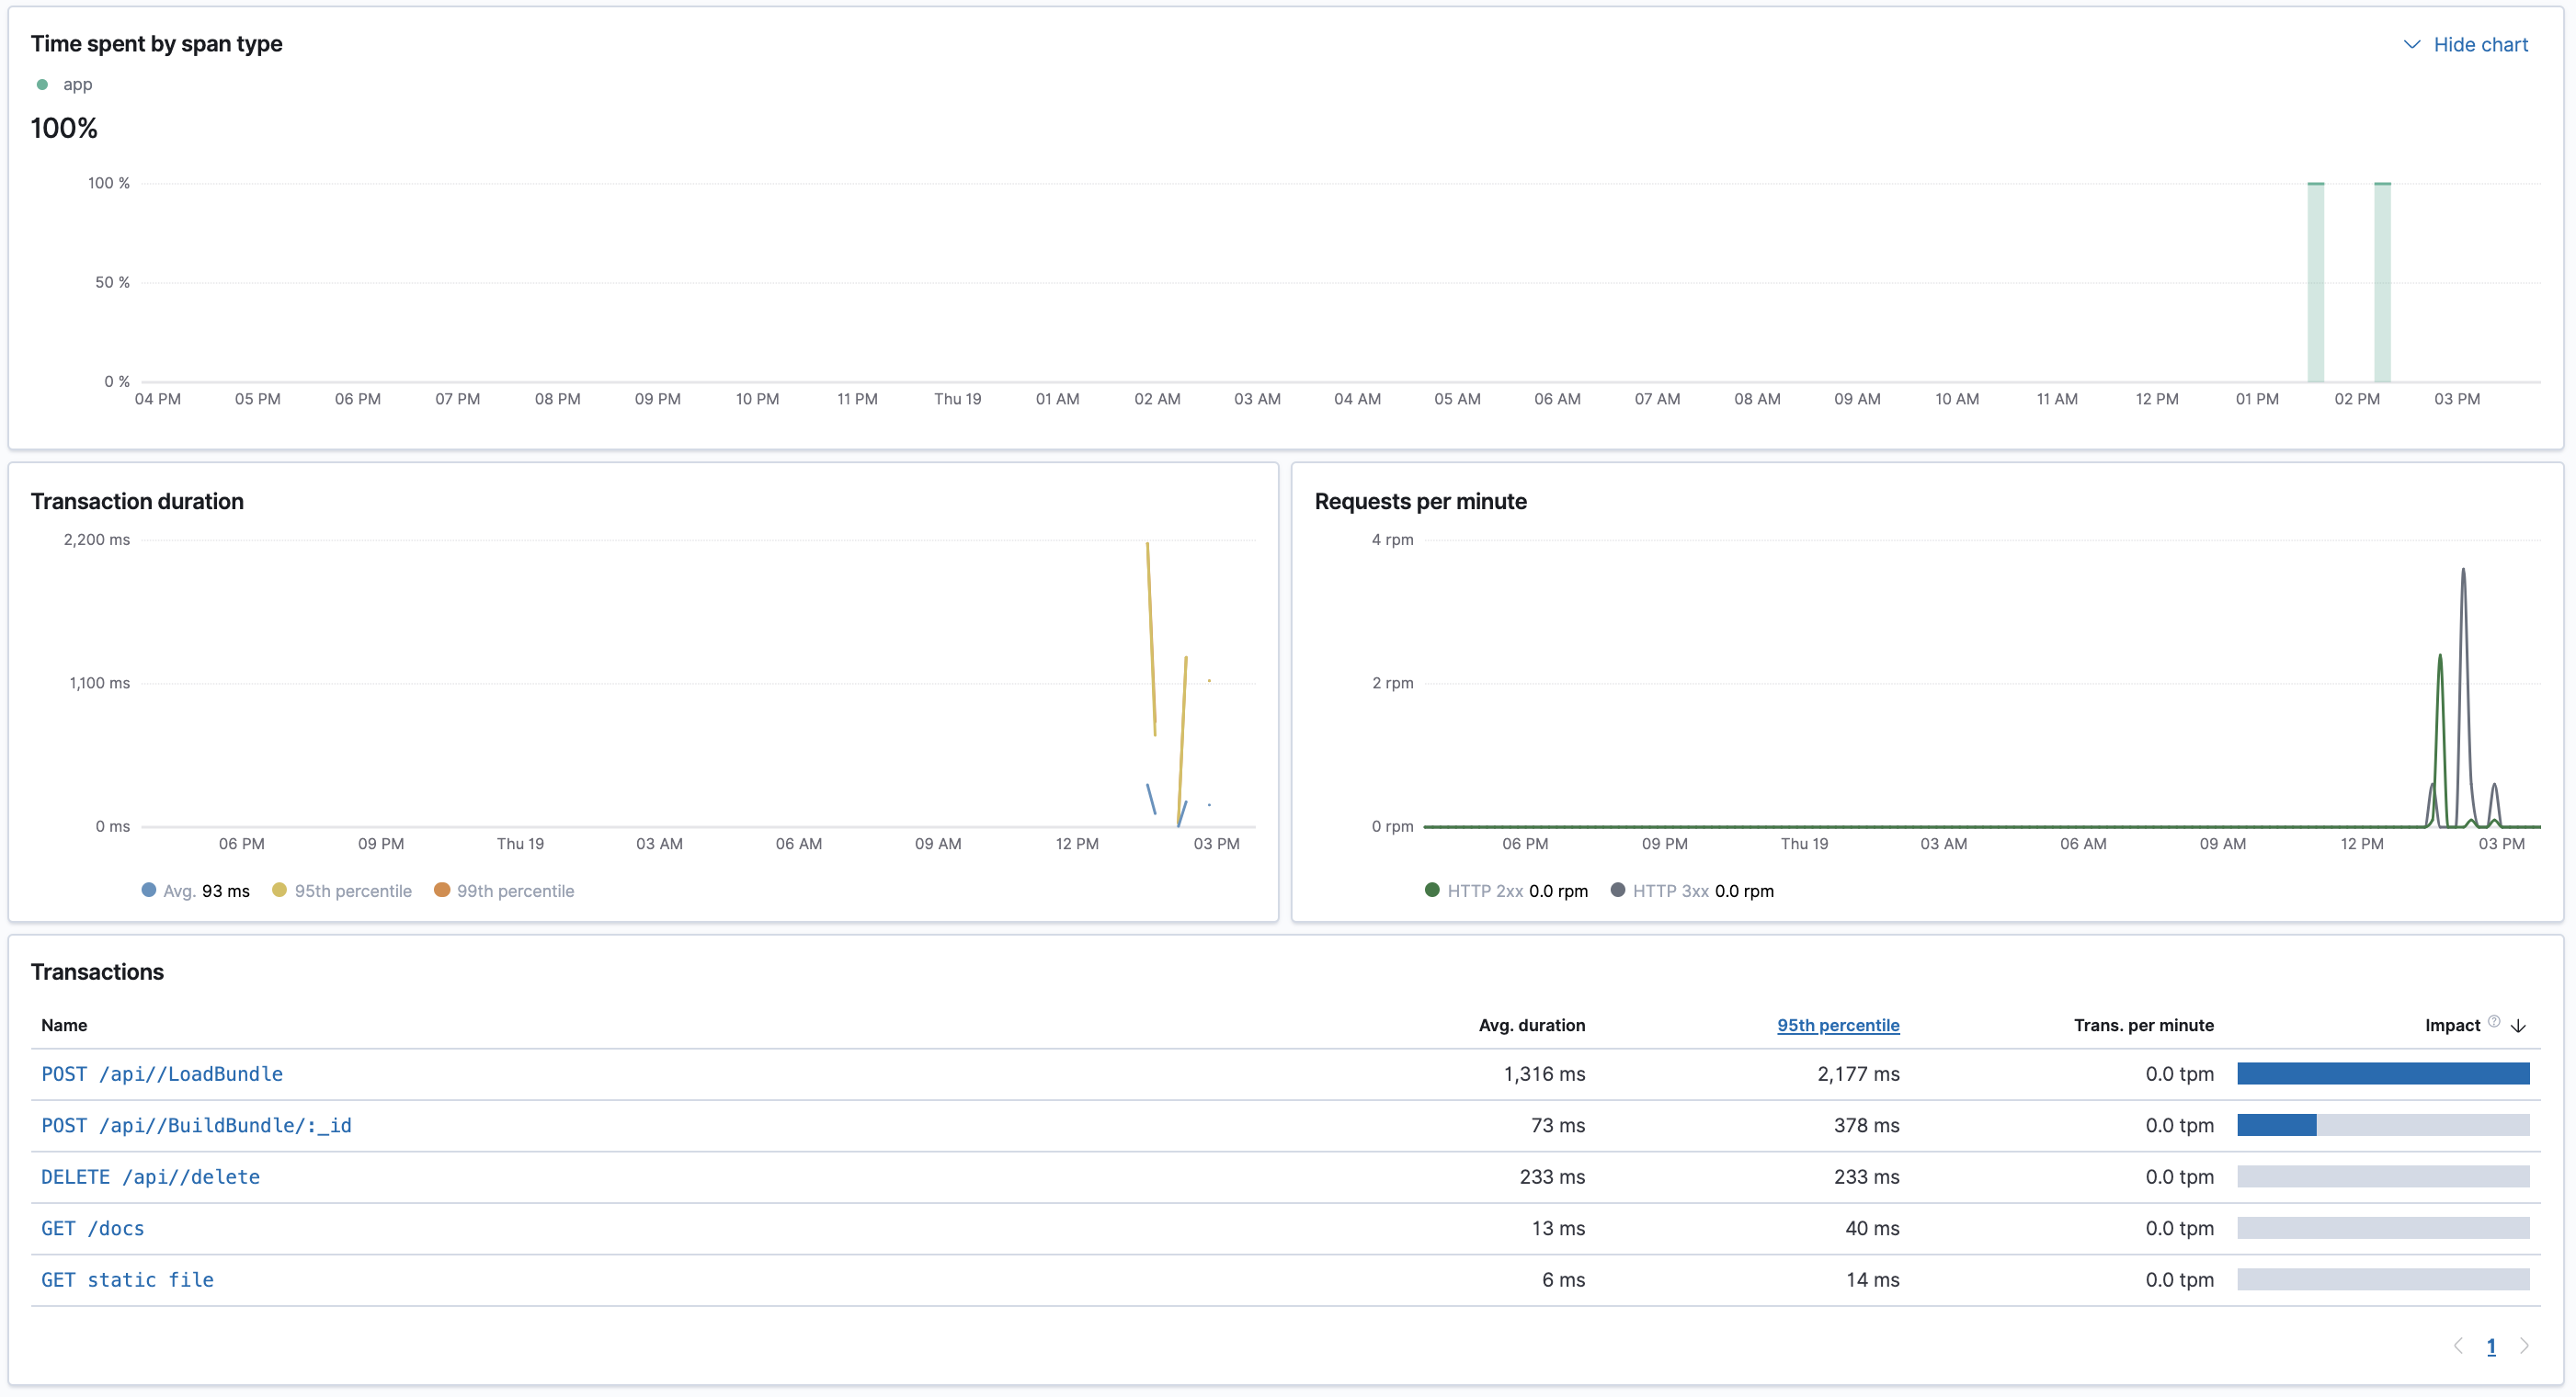 Time spent by span type
Hide chart
app
100%
100 %
50 %
0 %
04 PM 05 PM 06 PM 07 PM 08 PM 09 PM 10 PM 11 PM Thu 19 01 AM 02 AM 03 AM 04 AM 05 AM 06 AM 07 AM 08 AM 09 AM 10 AM 11 AM 12 PM 01 PM 02 PM 03 PM
Transaction duration
2,200 ms
1,100 ms
0 ms
06 PM 09 PM Thu 19 03 AM 06 AM 09 AM 12 PM 03 PM
Avg. 93 ms 95th percentile 99th percentile
Requests per minute
4 rpm
2 rpm
0 rpm
06 PM 09 PM Thu 19 03 AM 06 AM 09 AM 12 PM 03 PM
HTTP 2xx 0.0 rpm HTTP 3xx 0.0 rpm
Transactions
Name Avg. duration 95th percentile Trans. per minute Impact ?
POST /api//LoadBundle 1,316 ms 2,177 ms 0.0 tpm
POST /api//BuildBundle/:_id 73 ms 378 ms 0.0 tpm
DELETE /api//delete 233 ms 233 ms 0.0 tpm
GET /docs 13 ms 40 ms 0.0 tpm
GET static file 6 ms 14 ms 0.0 tpm
1